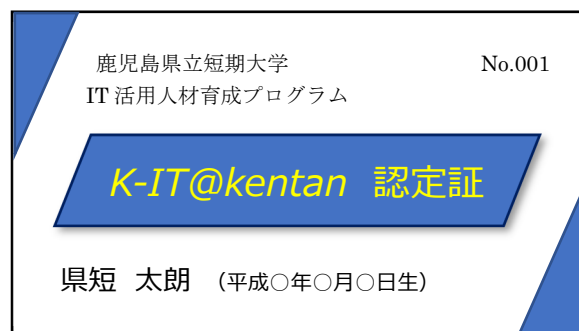 鹿児島県立短期大学 No.001
IT 活用人材育成プログラム
K-IT@kentan 認定証
県短 太朗 （平成○年○月○日生）